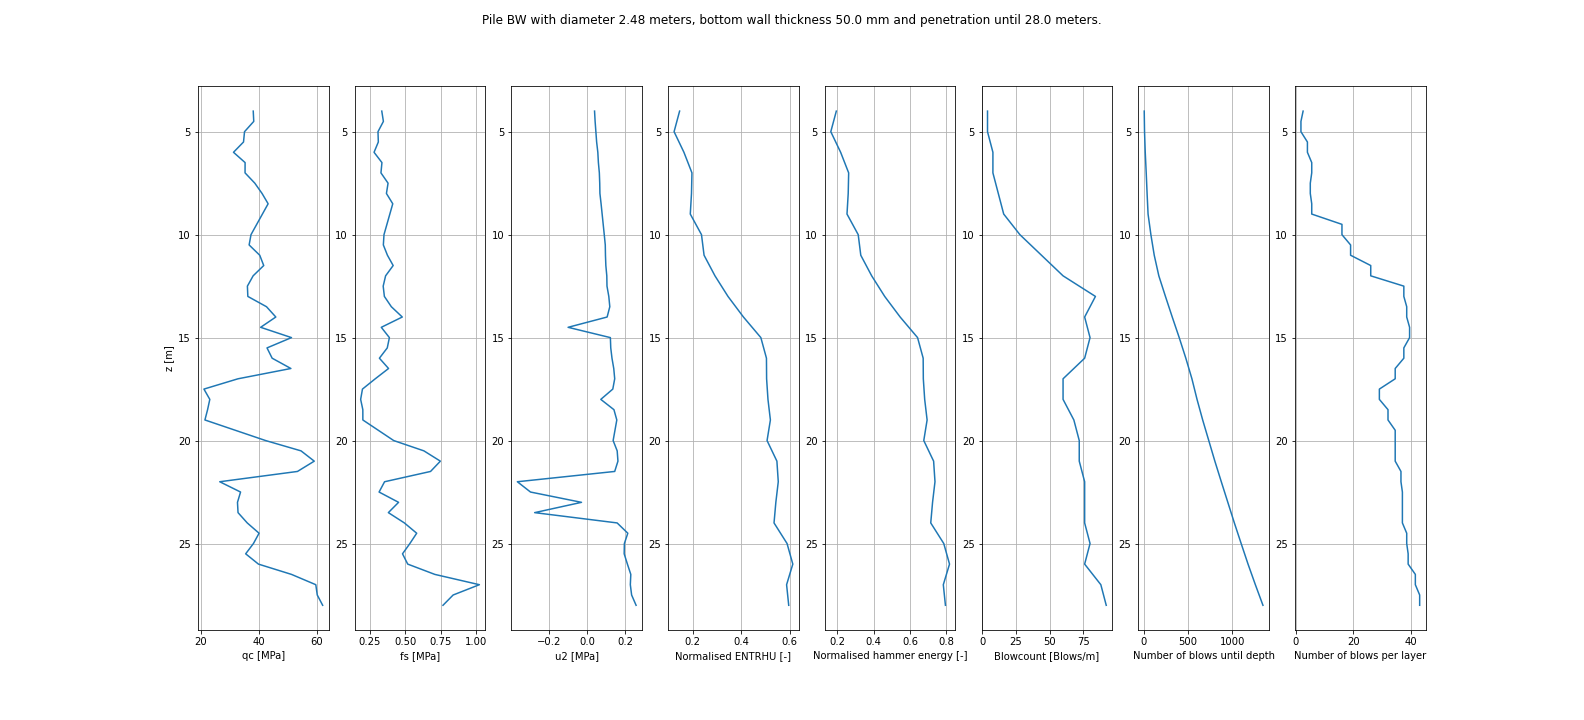 Pile BW with diameter 2.48 meters, bottom wall thickness 50.0 mm and penetration until 28.0 meters.
z [m]
5
10
15
20
25
20 40 60
qc [MPa]
5
10
15
20
25
0.25 0.50 0.75 1.00
fs [MPa]
5
10
15
20
25
−0.2 0.0 0.2
u2 [MPa]
5
10
15
20
25
0.2 0.4 0.6
Normalised ENTRHU [-]
5
10
15
20
25
0.2 0.4 0.6 0.8
Normalised hammer energy [-]
5
10
15
20
25
0 25 50 75
Blowcount [Blows/m]
5
10
15
20
25
0 500 1000
Number of blows until depth
5
10
15
20
25
0 20 40
Number of blows per layer